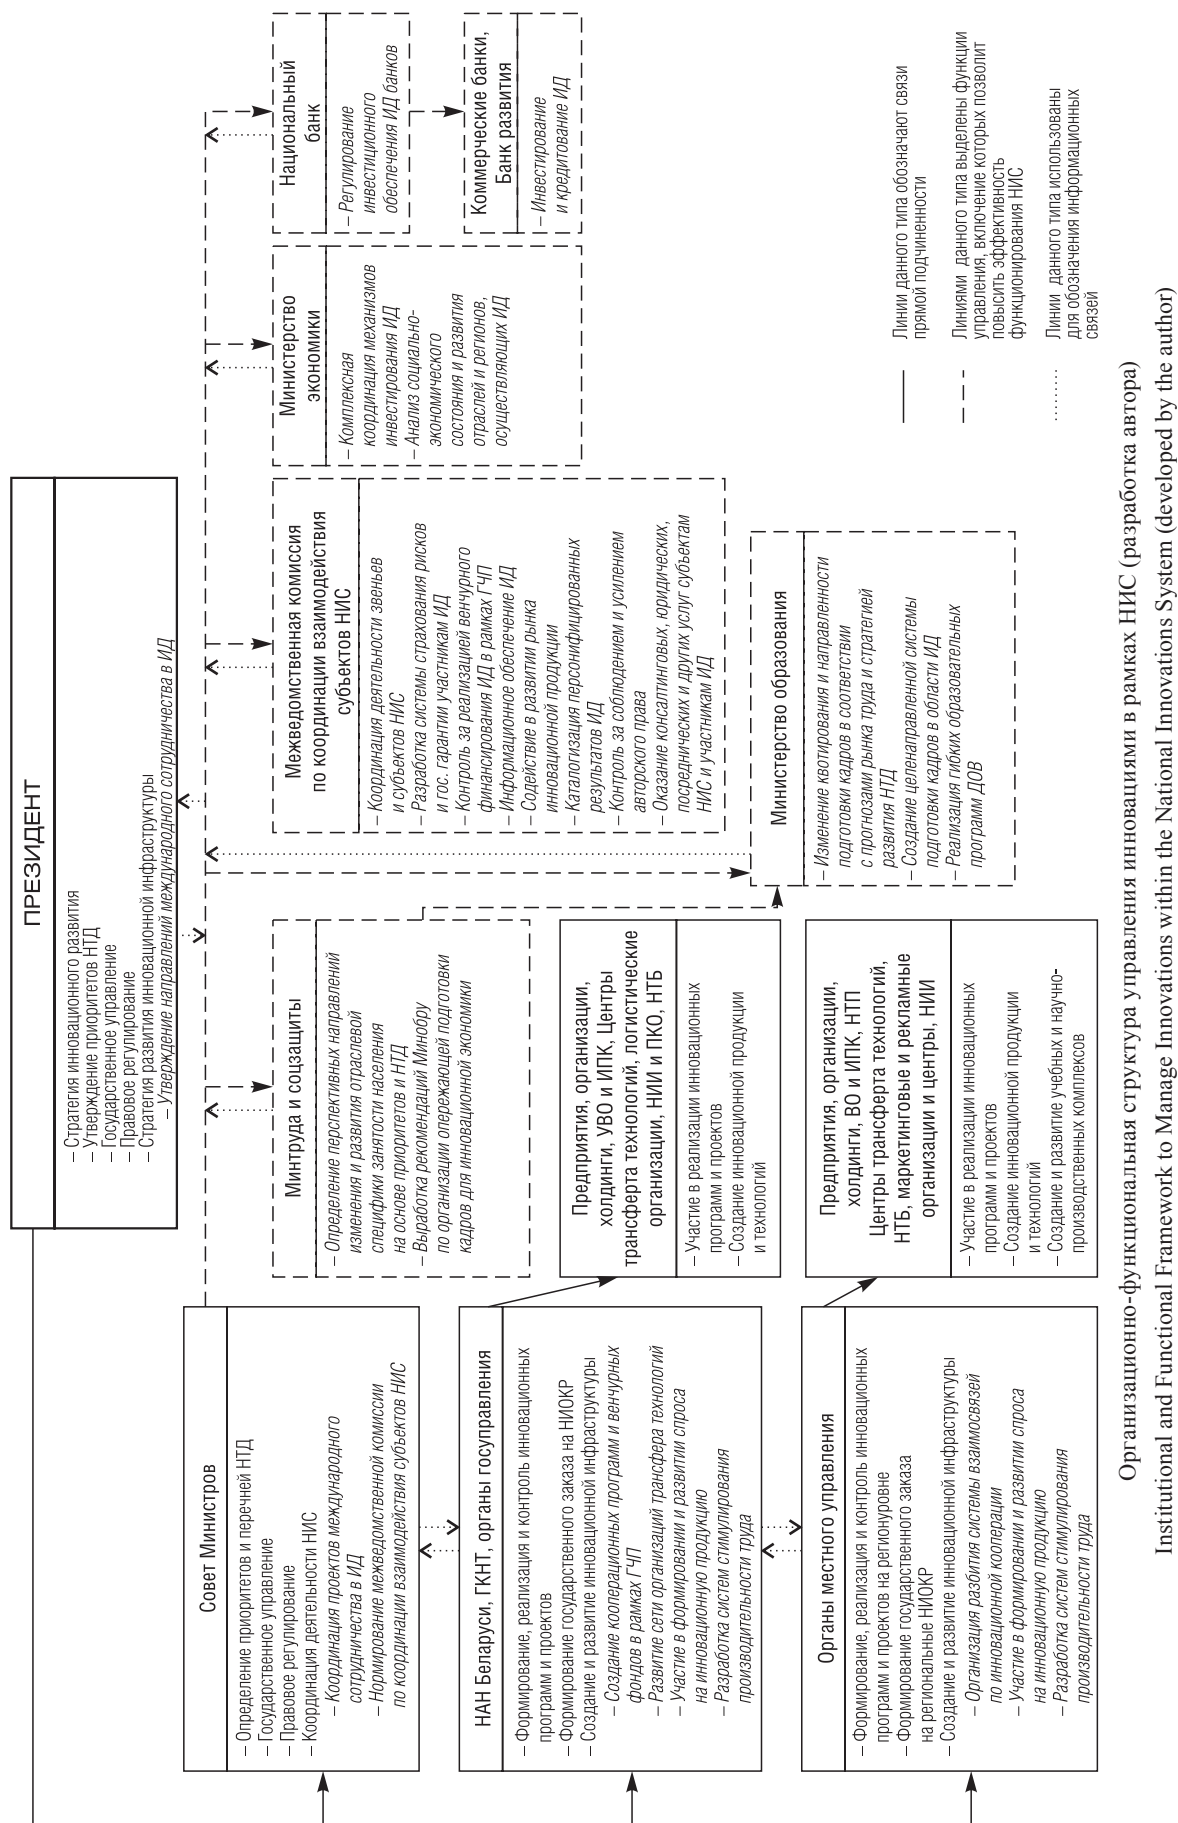 ПРЕЗИДЕНТ
– Стратегия инновационного развития
– Утверждение приоритетов НТД
– Государственное управление
– Правовое регулирование
– Стратегия развития инновационной инфраструктуры
– Утверждение направлений международного сотрудничества в ИД
Совет Министров
– Определение приоритетов и перечней НТД
– Государственное управление
– Правовое регулирование
– Координация деятельности НИС
– Координация проектов международного
сотрудничества в ИД
– Нормирование межведомственной комиссии
по координации взаимодействия субъектов НИС
Минтруда и соцзащиты
– Определение перспективных направлений
изменения и развития отраслевой
специфики занятости населения
на основе приоритетов и НТД
– Выработка рекомендаций Минобру
по организации опережающей подготовки
кадров для инновационной экономики
Межведомственная комиссия
по координации взаимодействия
субъектов НИС
– Координация деятельности звеньев
и субъектов НИС
– Разработка системы страхования рисков
и гос. гарантии участникам ИД
– Контроль за реализацией венчурного
финансирования ИД в рамках ГЧП
– Информационное обеспечение ИД
– Содействие в развитии рынка
инновационной продукции
– Каталогизация персонифицированных
результатов ИД
– Контроль за соблюдением и усилением
авторского права
– Оказание консалтинговых, юридических,
посреднических и других услуг субъектам
НИС и участникам ИД
Министерство
экономики
– Комплексная
координация механизмов
инвестирования ИД
– Анализ социально-
экономического
состояния и развития
отраслей и регионов,
осуществляющих ИД
Национальный
банк
– Регулирование
инвестиционного
обеспечения ИД банков
Коммерческие банки,
Банк развития
– Инвестирование
и кредитование ИД
НАН Беларуси, ГКНТ, органы госуправления
– Формирование, реализация и контроль инновационных
программ и проектов
– Формирование государственного заказа на НИОКР
– Создание и развитие инновационной инфраструктуры
– Создание кооперационных программ и венчурных
фондов в рамках ГЧП
– Развитие сети организаций трансфера технологий
– Участие в формировании и развитии спроса
на инновационную продукцию
– Разработка систем стимулирования
производительности труда
Предприятия, организации,
холдинги, УВО и ИПК, Центры
трансферта технологий, логистические
организации, НИИ и ПКО, НТБ
– Участие в реализации инновационных
программ и проектов
– Создание инновационной продукции
и технологий
Министерство образования
– Изменение квотирования и направленности
подготовки кадров в соответствии
с прогнозами рынка труда и стратегией
развития НТД
– Создание целенаправленной системы
подготовки кадров в области ИД
– Реализация гибких образовательных
программ ДОВ
Органы местного управления
– Формирование, реализация и контроль инновационных
программ и проектов на регионуровне
– Формирование государственного заказа
на региональные НИОКР
– Создание и развитие инновационной инфраструктуры
– Организация развития системы взаимосвязей
по инновационной кооперации
– Участие в формировании и развитии спроса
на инновационную продукцию
– Разработка систем стимулирования
производительности труда
Предприятия, организации,
холдинги, ВО и ИПК, НТП
Центры трансферта технологий,
НТБ, маркетинговые и рекламные
организации и центры, НИИ
– Участие в реализации инновационных
программ и проектов
– Создание инновационной продукции
и технологий
– Создание и развитие учебных и научно-
производственных комплексов
Линии данного типа обозначают связи
прямой подчиненности
Линиями данного типа выделены функции
управления, включение которых позволит
повысить эффективность
функционирования НИС
Линии данного типа использованы
для обозначения информационных
связей
Организационно-функциональная структура управления инновациями в рамках НИС (разработка автора)
Institutional and Functional Framework to Manage Innovations within the National Innovations System (developed by the author)